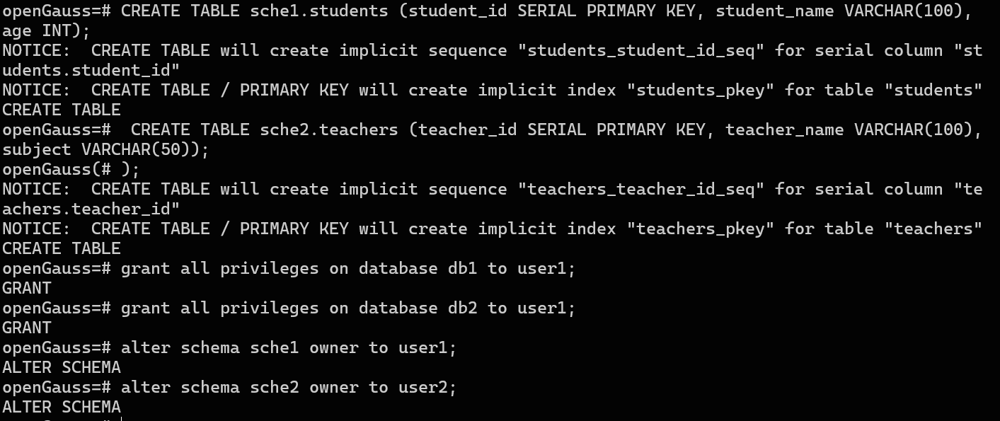 openGauss=# CREATE TABLE sche1.students (student_id SERIAL PRIMARY KEY, student_name VARCHAR(100),
age INT);
NOTICE:  CREATE TABLE will create implicit sequence "students_student_id_seq" for serial column "st
udents.student_id"
NOTICE:  CREATE TABLE / PRIMARY KEY will create implicit index "students_pkey" for table "students"
CREATE TABLE
openGauss=#  CREATE TABLE sche2.teachers (teacher_id SERIAL PRIMARY KEY, teacher_name VARCHAR(100),
subject VARCHAR(50));
openGauss(# );
NOTICE:  CREATE TABLE will create implicit sequence "teachers_teacher_id_seq" for serial column "te
achers.teacher_id"
NOTICE:  CREATE TABLE / PRIMARY KEY will create implicit index "teachers_pkey" for table "teachers"
CREATE TABLE
openGauss=# grant all privileges on database db1 to user1;
GRANT
openGauss=# grant all privileges on database db2 to user1;
GRANT
openGauss=# alter schema sche1 owner to user1;
ALTER SCHEMA
openGauss=# alter schema sche2 owner to user2;
ALTER SCHEMA